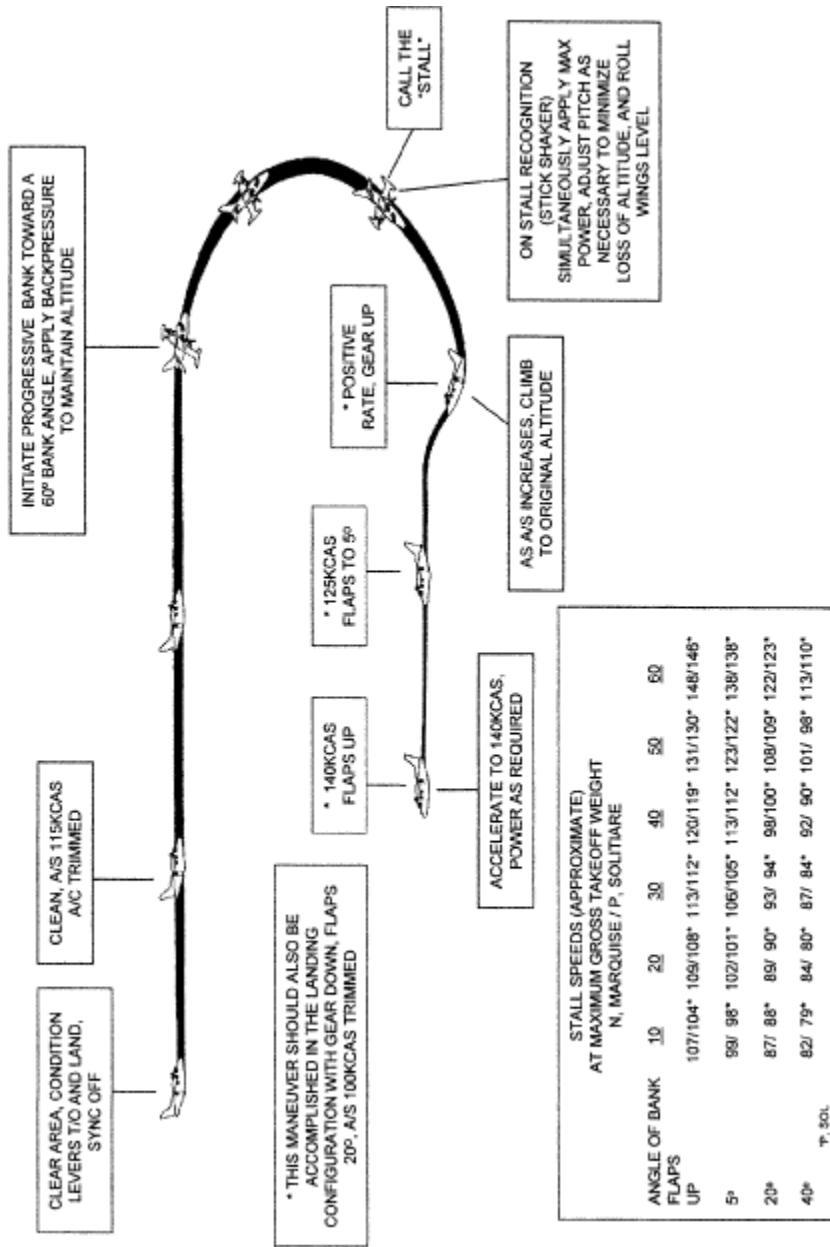 CLEAR AREA, CONDITION
LEVERS T/O AND LAND,
SYNC OFF
CLEAN, A/S 115KCAS
A/C TRIMMED
INITIATE PROGRESSIVE BANK TOWARD A
60º BANK ANGLE, APPLY BACKPRESSURE
TO MAINTAIN ALTITUDE
CALL THE
"STALL"
ON STALL RECOGNITION
(STICK SHAKER)
SIMULTANEOUSLY APPLY MAX
POWER, ADJUST PITCH AS
NECESSARY TO MINIMIZE
LOSS OF ALTITUDE, AND ROLL
WINGS LEVEL
* POSITIVE
RATE, GEAR UP
AS A/S INCREASES, CLIMB
TO ORIGINAL ALTITUDE
* 125KCAS
FLAPS TO 5º
* 140KCAS
FLAPS UP
ACCELERATE TO 140KCAS,
POWER AS REQUIRED
* THIS MANEUVER SHOULD ALSO BE
ACCOMPLISHED IN THE LANDING
CONFIGURATION WITH GEAR DOWN, FLAPS
20º, A/S 100KCAS TRIMMED
STALL SPEEDS (APPROXIMATE)
AT MAXIMUM GROSS TAKEOFF WEIGHT
N, MARQUISE / P, SOLITIARE
ANGLE OF BANK 10 20 30 40 50 60
FLAPS
UP 107/104* 109/108* 113/112* 120/119* 131/130* 148/146*
5º 99/ 98* 102/101* 106/105* 113/112* 123/122* 138/138*
20º 87/ 88* 89/ 90* 93/ 94* 98/100* 108/109* 122/123*
40º 82/ 79* 84/ 80* 87/ 84* 92/ 90* 101/ 98* 113/110*
*P, SOL